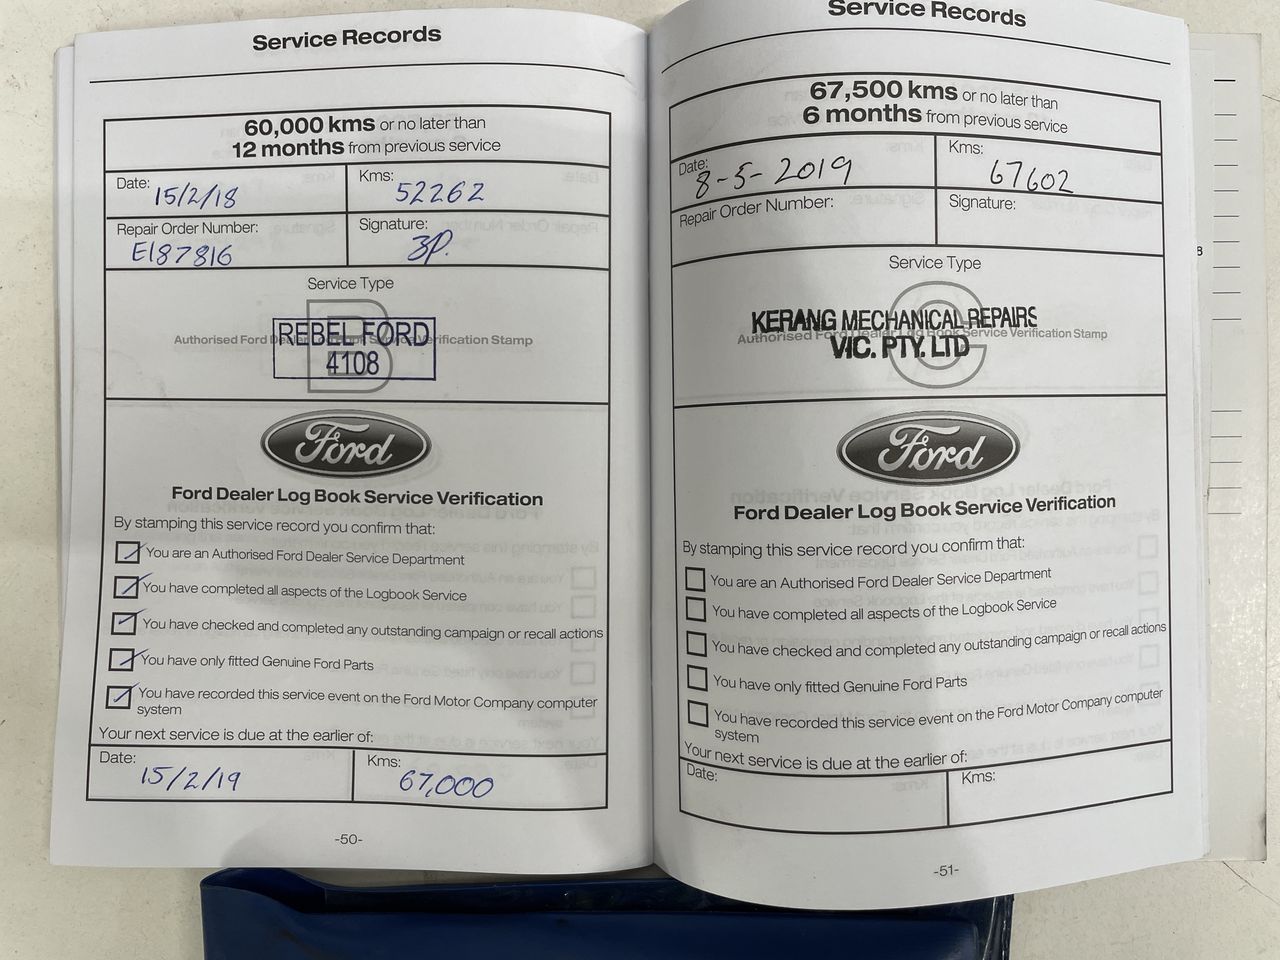 Service Records
60,000 kms or no later than
12 months from previous service
Date: 15/2/18
Kms: 52262
Repair Order Number: E187816
Signature: BP.
Service Type
B
Authorised Ford Dealer Log Book Service Verification Stamp
REBEL FORD
4108
Ford
Ford Dealer Log Book Service Verification
By stamping this service record you confirm that:
You are an Authorised Ford Dealer Service Department
You have completed all aspects of the Logbook Service
You have checked and completed any outstanding campaign or recall actions
You have only fitted Genuine Ford Parts
You have recorded this service event on the Ford Motor Company computer
system
Your next service is due at the earlier of:
Date: 15/2/19
Kms: 67,000
-50-
Service Records
67,500 kms or no later than
6 months from previous service
Date: 8-5-2019
Kms: 67602
Repair Order Number:
Signature:
Service Type
C
Authorised Ford Dealer Log Book Service Verification Stamp
KERANG MECHANICAL REPAIRS
VIC. PTY. LTD
Ford
Ford Dealer Log Book Service Verification
By stamping this service record you confirm that:
You are an Authorised Ford Dealer Service Department
You have completed all aspects of the Logbook Service
You have checked and completed any outstanding campaign or recall actions
You have only fitted Genuine Ford Parts
You have recorded this service event on the Ford Motor Company computer
system
Your next service is due at the earlier of:
Date:
Kms:
-51-